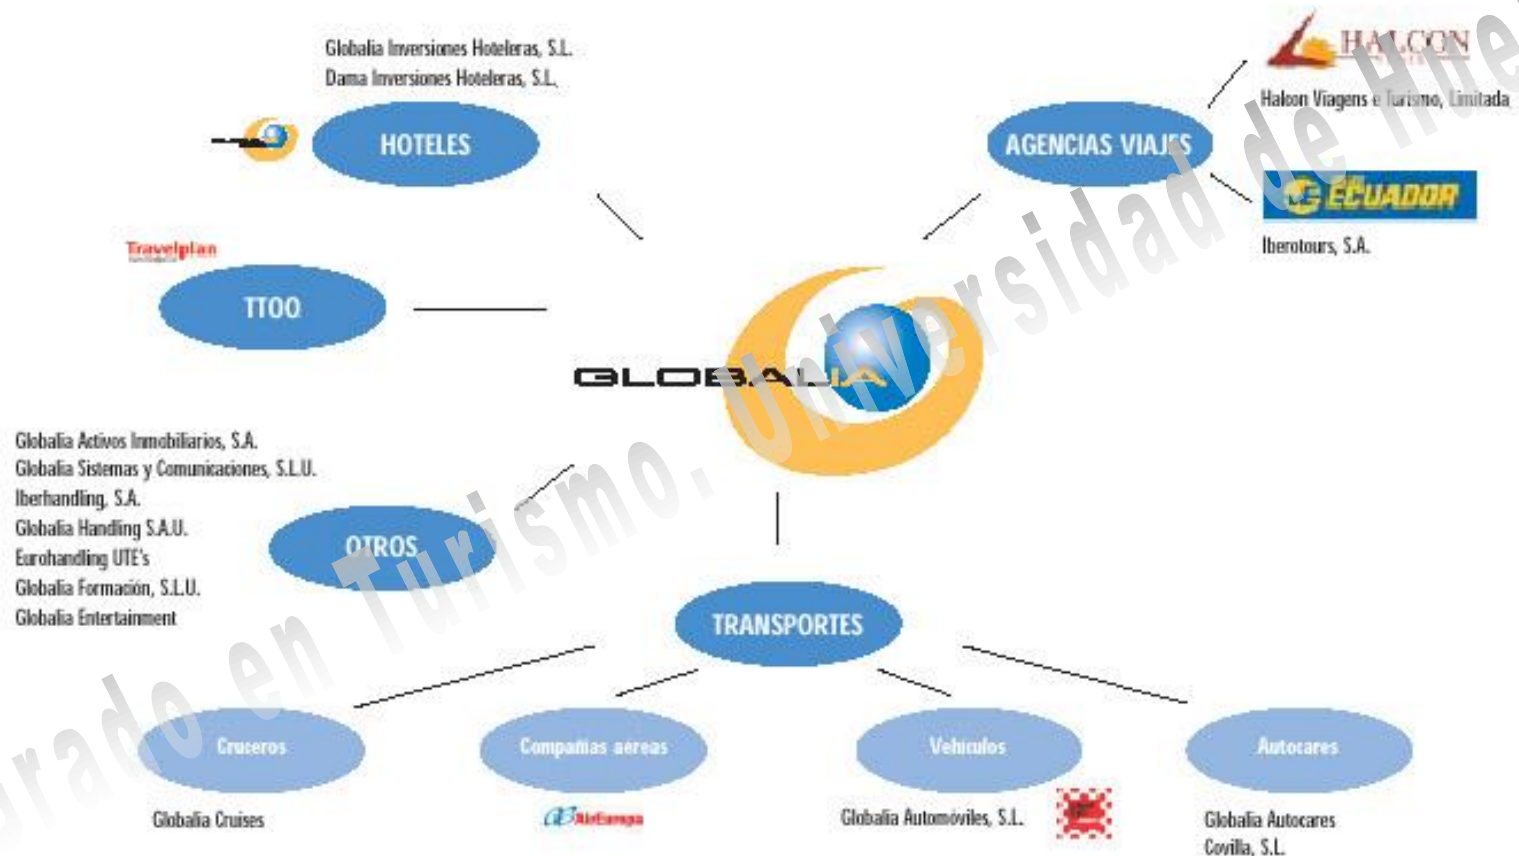 Globalia Inversiones Hoteleras, S.L.
Dama Inversiones Hoteleras, S.L.
HOTELES
HALCON
Halcon Viagens e Turismo, Limitada
AGENCIAS VIAJES
ECUADOR
Iberotours, S.A.
Travelplan
TTOO
GLOBALIA
Globalia Activos Inmobiliarios, S.A.
Globalia Sistemas y Comunicaciones, S.L.U.
Iberhandling, S.A.
Globalia Handling S.A.U.
Eurohandling UTE's
Globalia Formación, S.L.U.
Globalia Entertainment
OTROS
TRANSPORTES
Cruceros
Compañias aéreas
Vehículos
Autocares
Globalia Cruises
AirEuropa
Globalia Automóviles, S.L.
Globalia Autocares
Covilla, S.L.
rado en Turismo. Universidad de Hue